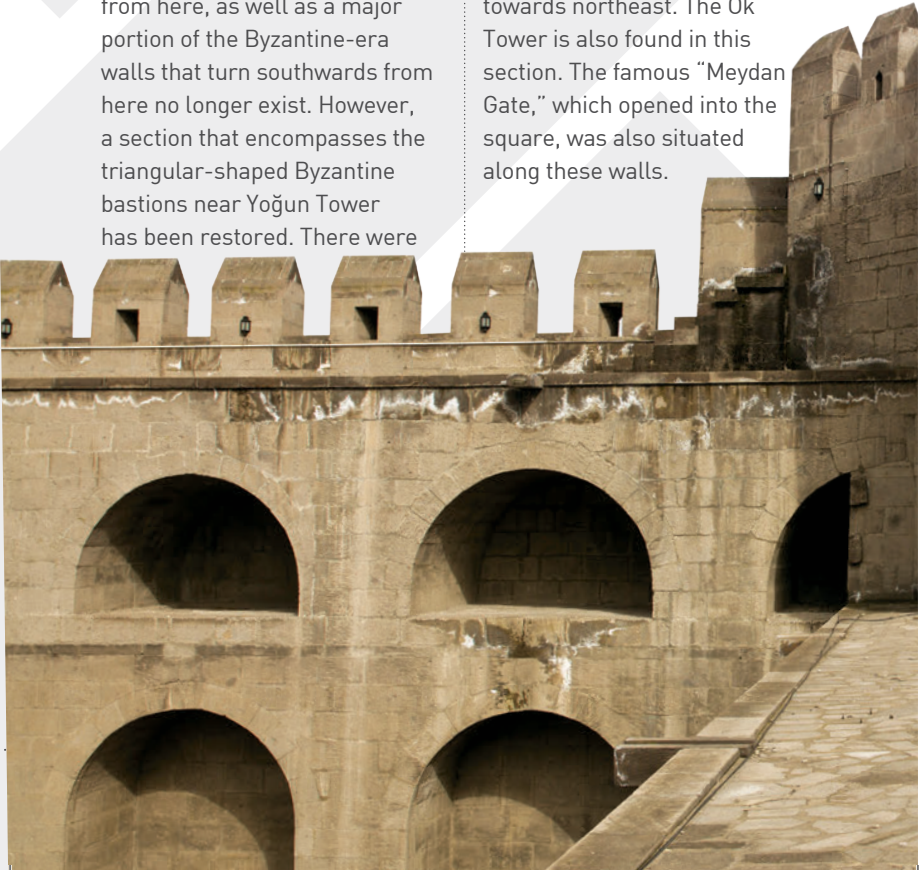 from here, as well as a major
portion of the Byzantine-era
walls that turn southwards from
here no longer exist. However,
a section that encompasses the
triangular-shaped Byzantine
bastions near Yoğun Tower
has been restored. There were
towards northeast. The Ok
Tower is also found in this
section. The famous “Meydan
Gate,” which opened into the
square, was also situated
along these walls.